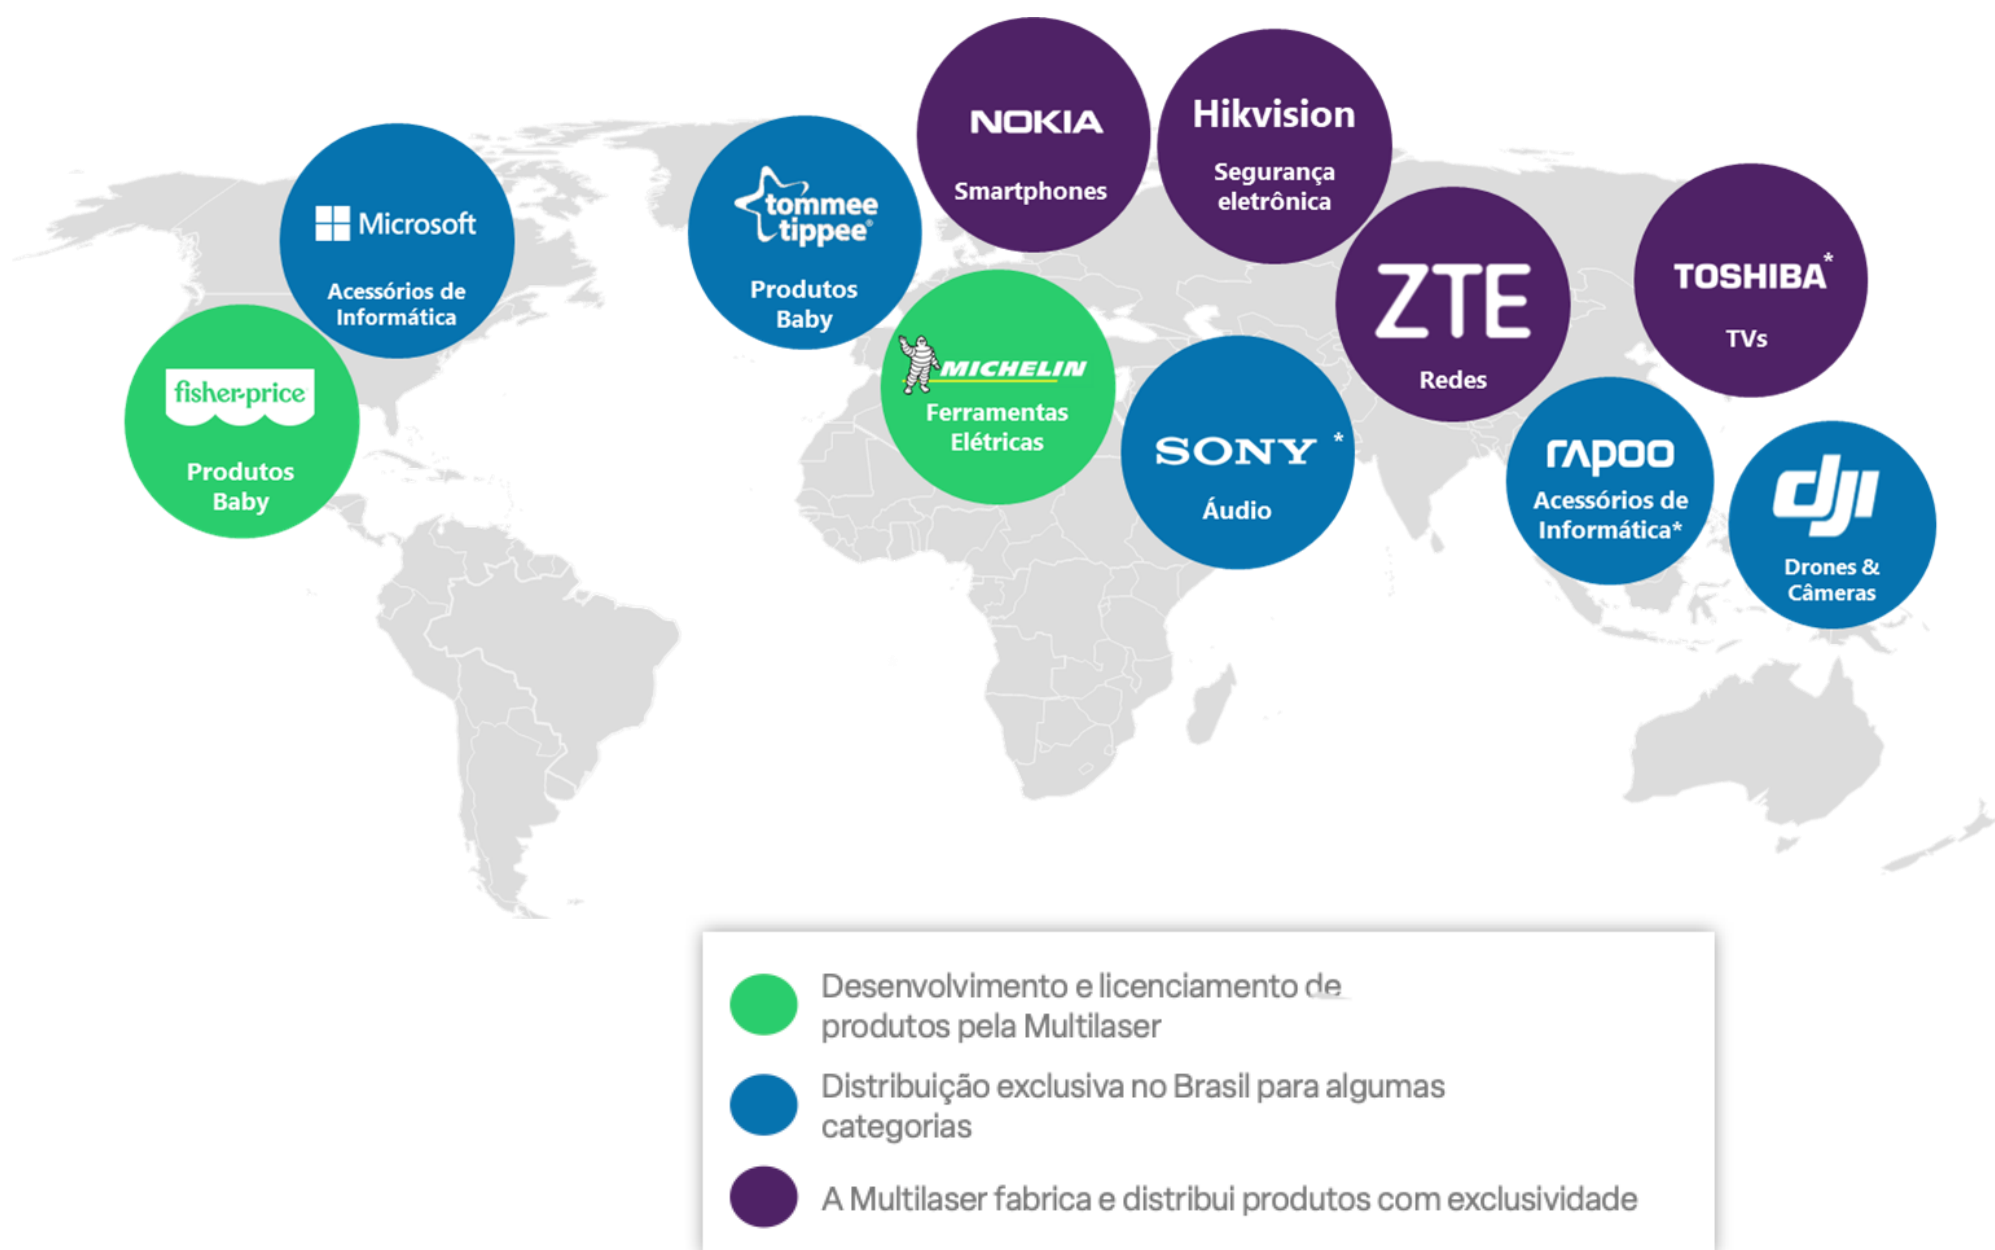 NOKIA
Smartphones
Hikvision
Segurança
eletrônica
Microsoft
Acessórios de
Informática
tommee
tippee®
Produtos
Baby
ZTE
Redes
TOSHIBA*
TVs
fisher-price
Produtos
Baby
MICHELIN
Ferramentas
Elétricas
SONY *
Áudio
rapoo
Acessórios de
Informática*
dji
Drones &
Câmeras
Desenvolvimento e licenciamento de
produtos pela Multilaser
Distribuição exclusiva no Brasil para algumas
categorias
A Multilaser fabrica e distribui produtos com exclusividade